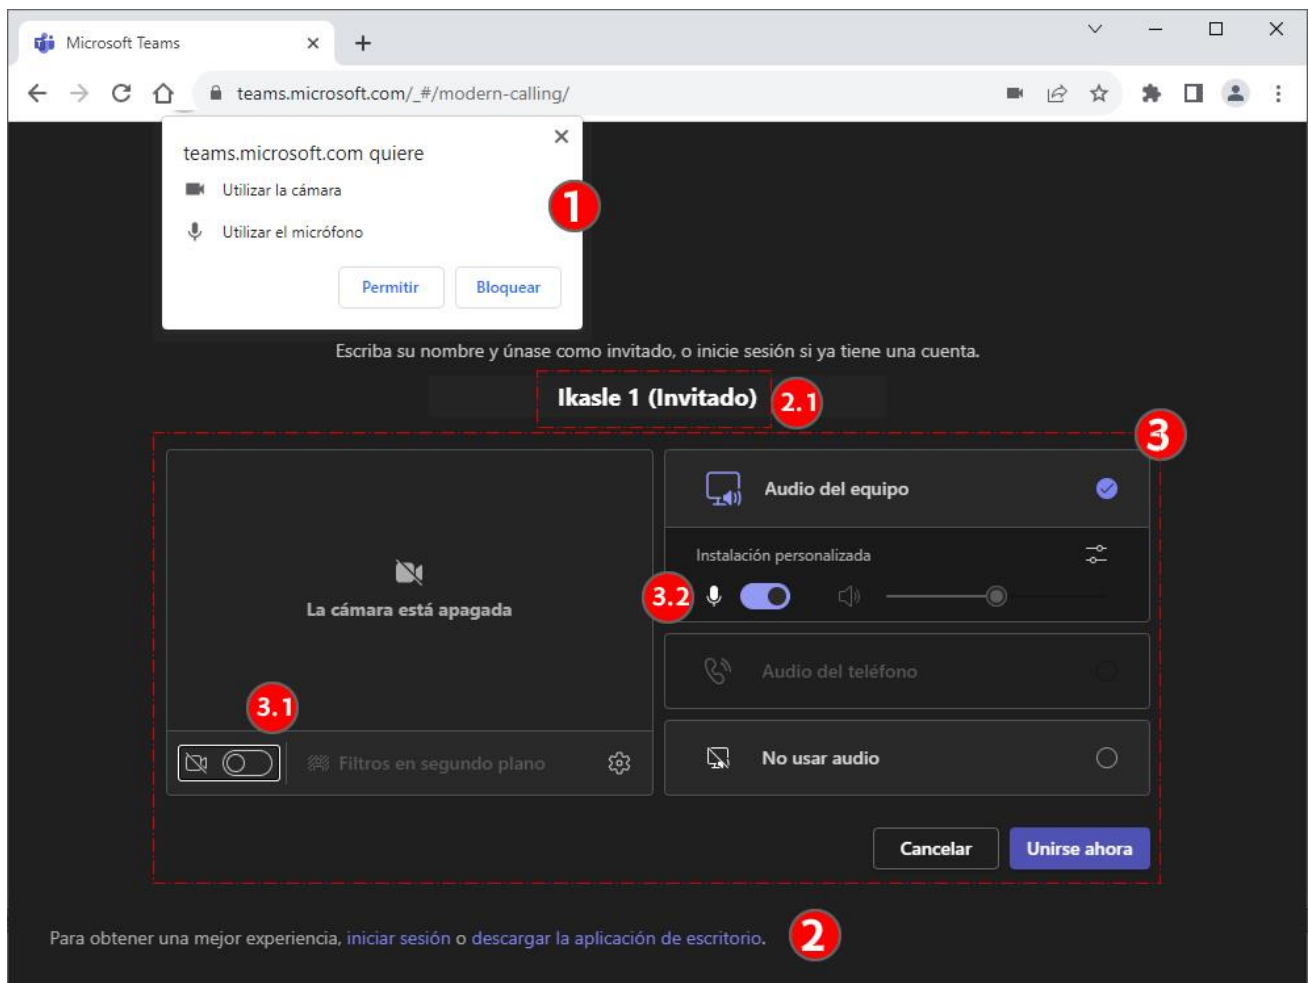 Microsoft Teams
teams.microsoft.com/_#/modern-calling/
teams.microsoft.com quiere
Utilizar la cámara
1
Utilizar el micrófono
Permitir
Bloquear
Escriba su nombre y únase como invitado, o inicie sesión si ya tiene una cuenta.
Ikasle 1 (Invitado)
2.1
3
Audio del equipo
Instalación personalizada
La cámara está apagada
3.2
Audio del teléfono
3.1
Filtros en segundo plano
No usar audio
Cancelar
Unirse ahora
Para obtener una mejor experiencia, iniciar sesión o descargar la aplicación de escritorio.
2